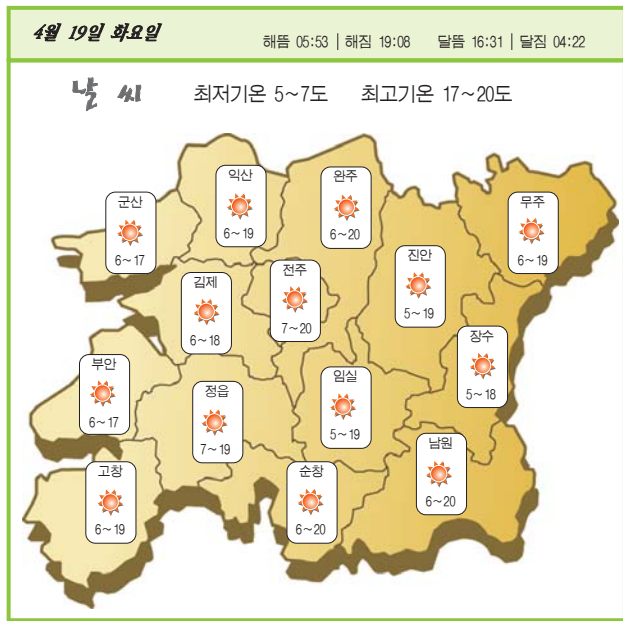 4월 19일 화요일
해뜸 05:53 | 해짐 19:08 달뜸 16:31 | 달짐 04:22
날 씨 최저기온 5~7도 최고기온 17~20도
익산
6~19
완주
6~20
군산
6~17
무주
6~19
진안
5~19
전주
7~20
김제
6~18
장수
5~18
부안
6~17
임실
5~19
정읍
7~19
남원
6~20
고창
6~19
순창
6~20